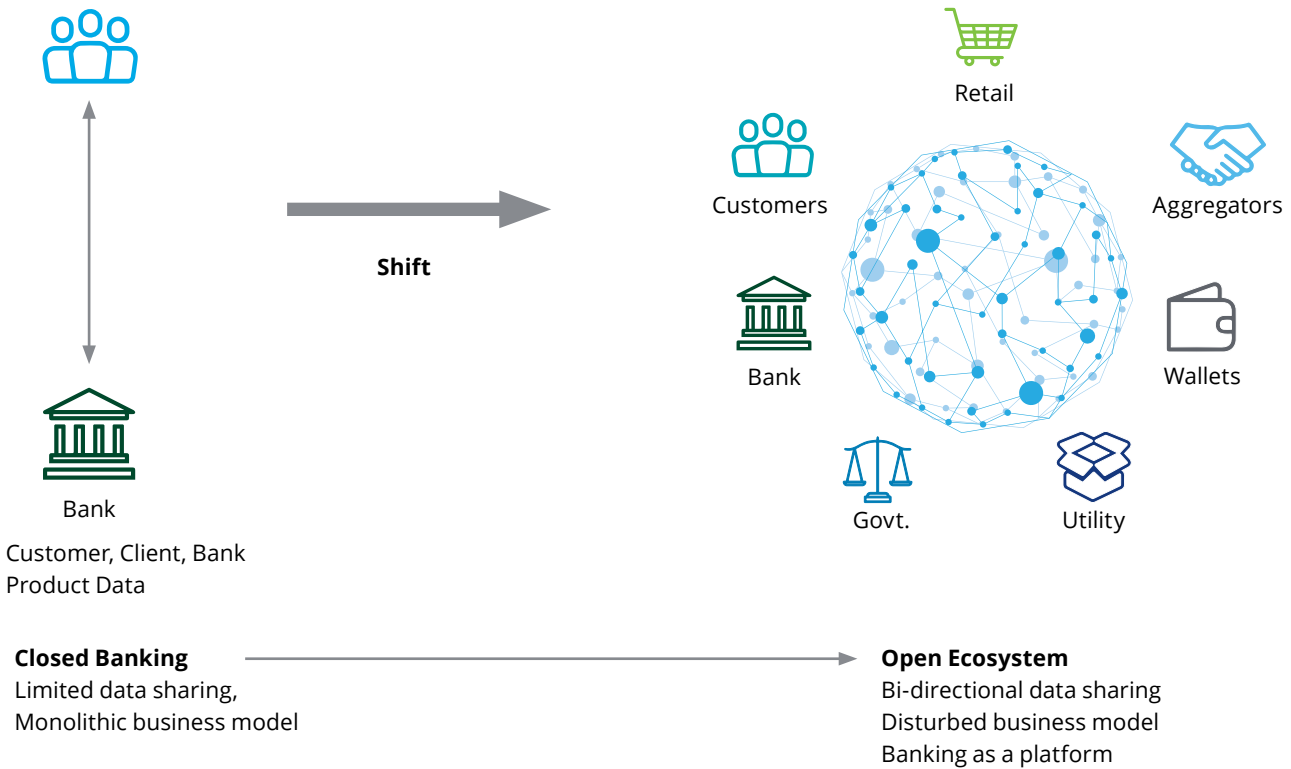 Retail
Customers
Aggregators
Shift
Bank
Wallets
Govt.
Utility
Bank
Customer, Client, Bank
Product Data
Closed Banking
Limited data sharing,
Monolithic business model
Open Ecosystem
Bi-directional data sharing
Disturbed business model
Banking as a platform